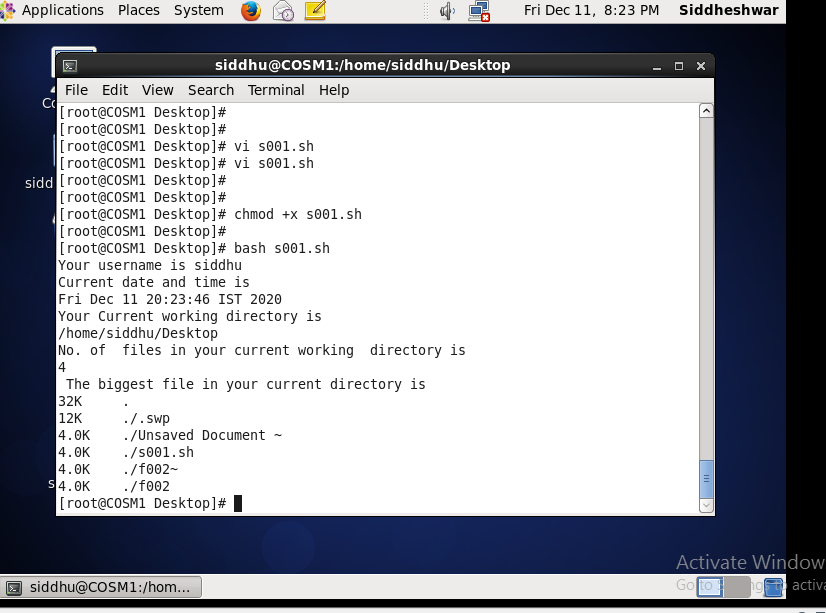 Applications Places System Fri Dec 11, 8:23 PM Siddheshwar
siddhu@COSM1:/home/siddhu/Desktop
File Edit View Search Terminal Help
[root@COSM1 Desktop]#
[root@COSM1 Desktop]#
[root@COSM1 Desktop]# vi s001.sh
[root@COSM1 Desktop]# vi s001.sh
[root@COSM1 Desktop]#
[root@COSM1 Desktop]#
[root@COSM1 Desktop]# chmod +x s001.sh
[root@COSM1 Desktop]#
[root@COSM1 Desktop]# bash s001.sh
Your username is siddhu
Current date and time is
Fri Dec 11 20:23:46 IST 2020
Your Current working directory is
/home/siddhu/Desktop
No. of  files in your current working  directory is
4
 The biggest file in your current directory is
32K     .
12K     ./.swp
4.0K    ./Unsaved Document ~
4.0K    ./s001.sh
4.0K    ./f002~
4.0K    ./f002
[root@COSM1 Desktop]#
sidd
Activate Window
siddhu@COSM1:/hom...